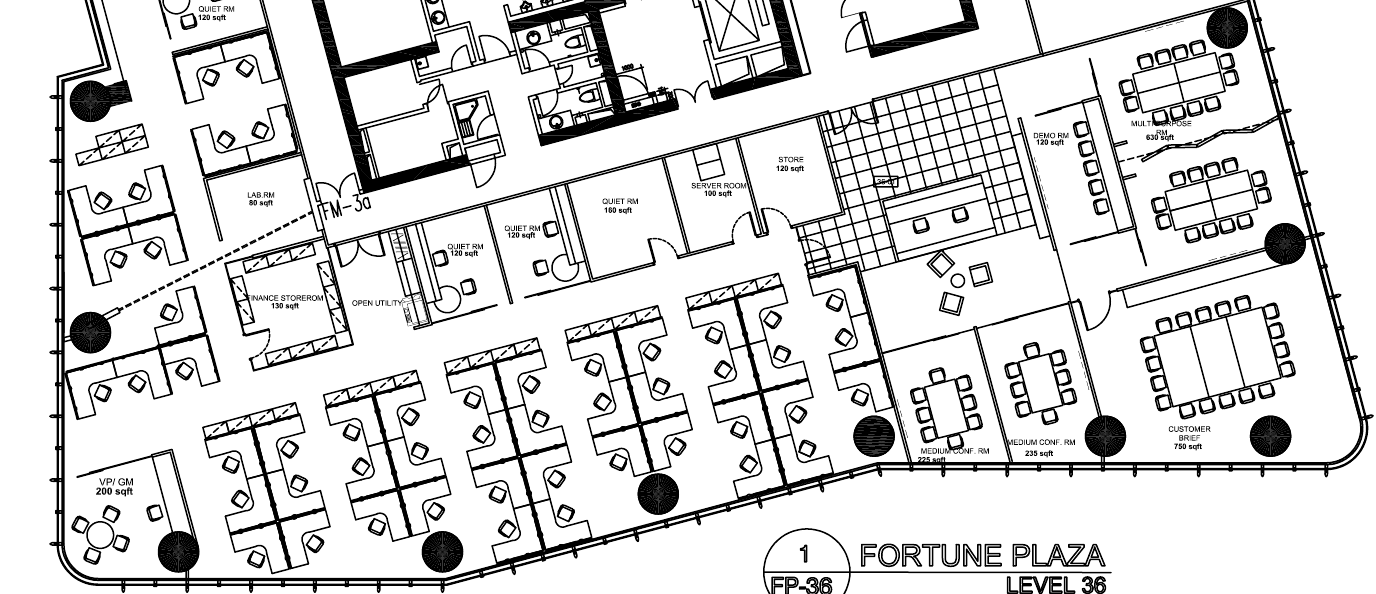 QUIET RM
120 sqft
LAB.RM
80 sqft
FM-3a
FINANCE STOREROM
130 sqft
OPEN UTILITY
QUIET RM
120 sqft
QUIET RM
120 sqft
QUIET RM
160 sqft
SERVER ROOM
100 sqft
STORE
120 sqft
DEMO RM
120 sqft
MULTI PURPOSE
RM
630 sqft
VP/ GM
200 sqft
MEDIUM CONF. RM
225 sqft
MEDIUM CONF. RM
235 sqft
CUSTOMER
BRIEF
750 sqft
1
FP-36
FORTUNE PLAZA
LEVEL 36